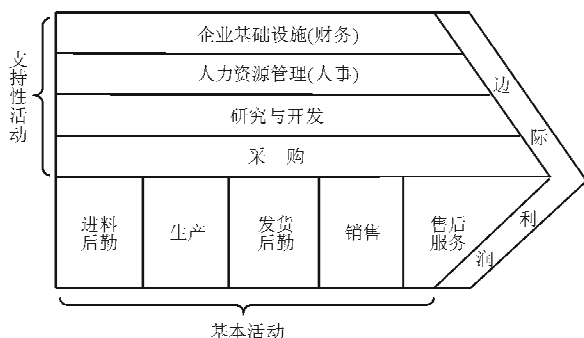 支持性活动
企业基础设施(财务)
人力资源管理(人事)
研究与开发
采 购
进料
后勤
生产
发货
后勤
销售
售后
服务
边际
利润
基本活动